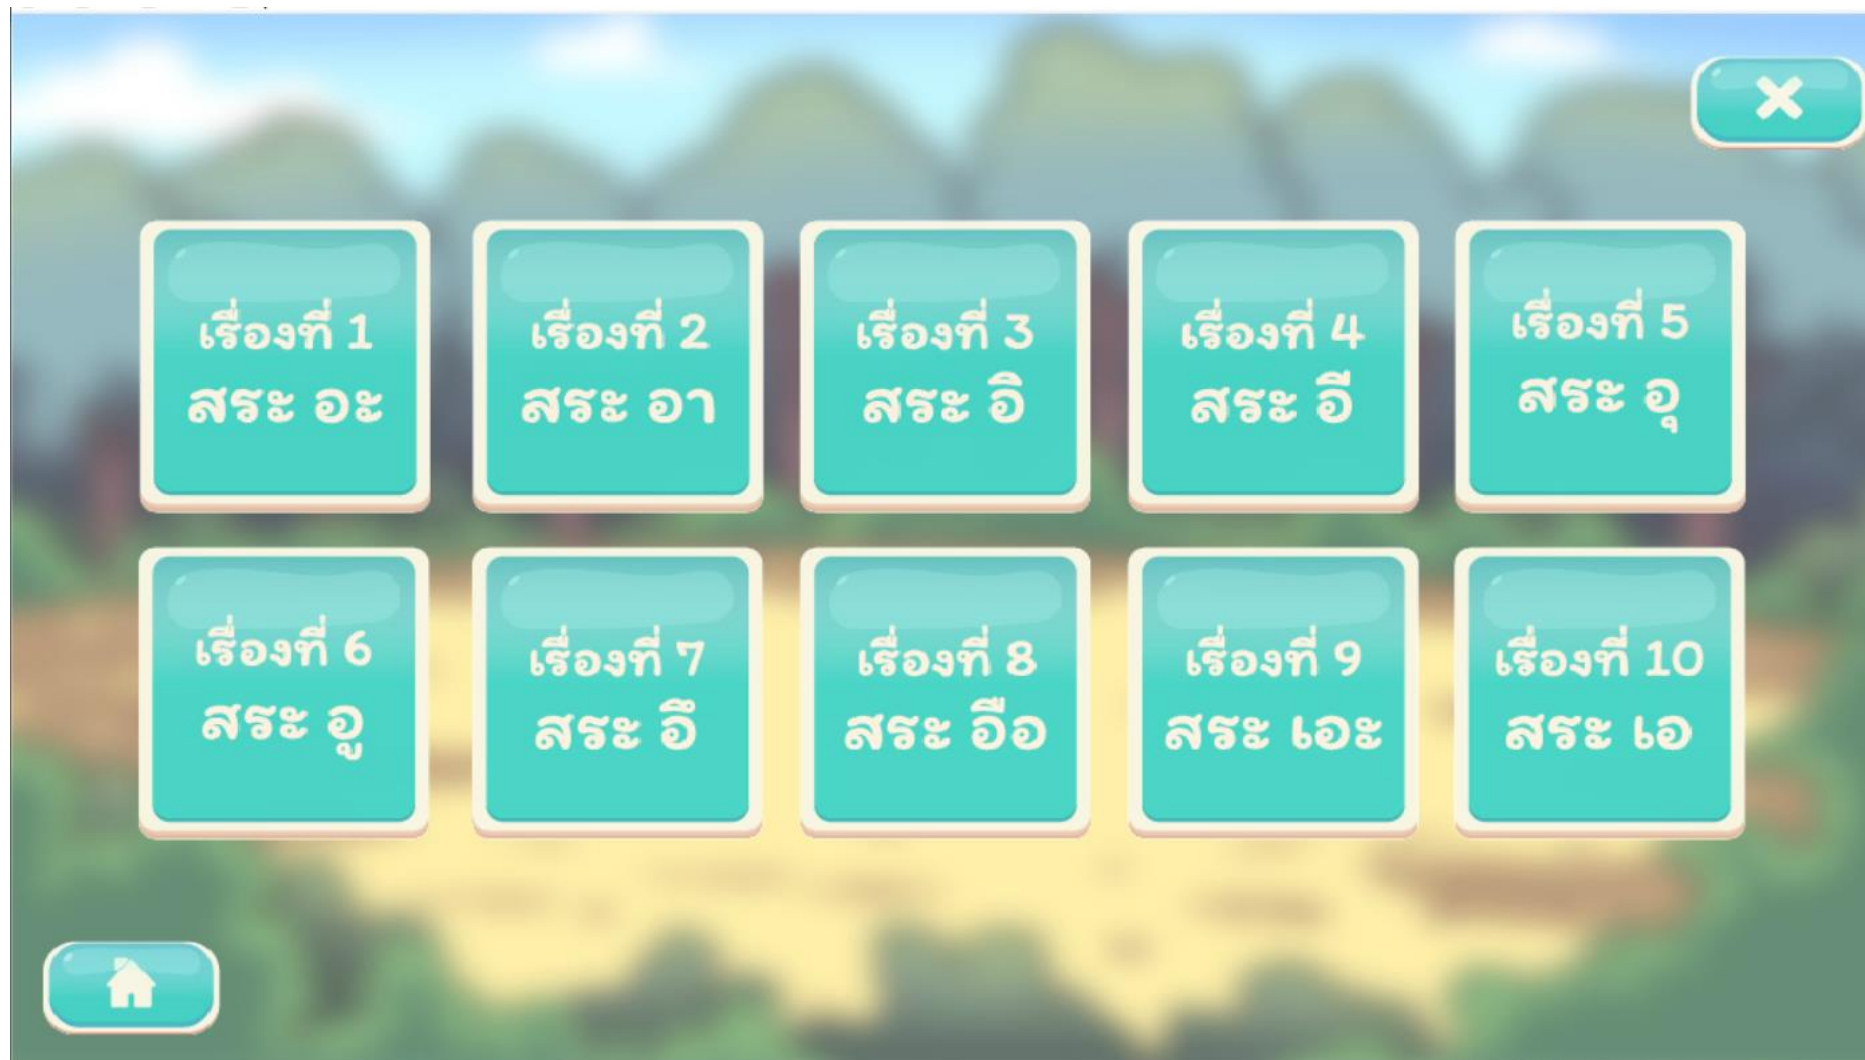 เรื่องที่ 1
สระ อะ
เรื่องที่ 2
สระ อา
เรื่องที่ 3
สระ อิ
เรื่องที่ 4
สระ อี
เรื่องที่ 5
สระ อุ
เรื่องที่ 6
สระ อู
เรื่องที่ 7
สระ อึ
เรื่องที่ 8
สระ อือ
เรื่องที่ 9
สระ เอะ
เรื่องที่ 10
สระ เอ